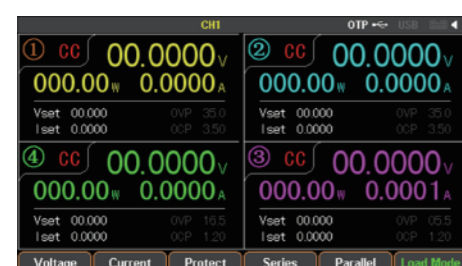 CH1 OTP USB
① CC 00.0000V
000.00W 0.0000A
Vset 00.000 OVP 35.0
Iset 0.0000 OCP 3.50
② CC 00.0000V
000.00W 0.0000A
Vset 00.000 OVP 35.0
Iset 0.0000 OCP 3.50
④ CC 00.0000V
000.00W 0.0000A
Vset 00.000 OVP 16.5
Iset 0.0000 OCP 1.20
③ CC 00.0000V
000.00W 0.0001A
Vset 00.000 OVP 05.5
Iset 0.0000 OCP 1.20
Voltage Current Protect Series Parallel Load Mode